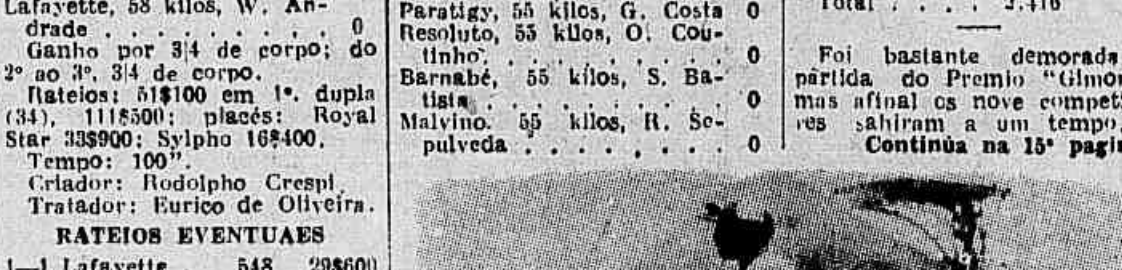 Lafayette, 58 kilos, W. An-
drade . . . . . . . . . 0
Ganho por 3|4 de corpo; do
2º ao 3º, 3|4 de corpo.
Rateios: 51$100 em 1º, dupla
(34), 111$500; placés: Royal
Star 33$900; Sylpho 16$400.
Tempo: 100".
Criador: Rodolpho Crespi.
Tratador: Eurico de Oliveira.
RATEIOS EVENTUAES
1—1 Lafayette 548 29$600
Paratigy, 55 kilos, G. Costa 0
Resoluto, 55 kilos, O. Cou-
tinho. . . . . . . . . . 0
Barnabé, 55 kilos, S. Ba-
tista . . . . . . . . . 0
Malvino. 55 kilos, R. Se-
pulveda . . . . . . . . 0
Total . . . . 3.416
Foi bastante demorada
partida do Premio "Gimo
mas afinal os nove compet
res sahiram a um tempo.
Continúa na 15ª pagi